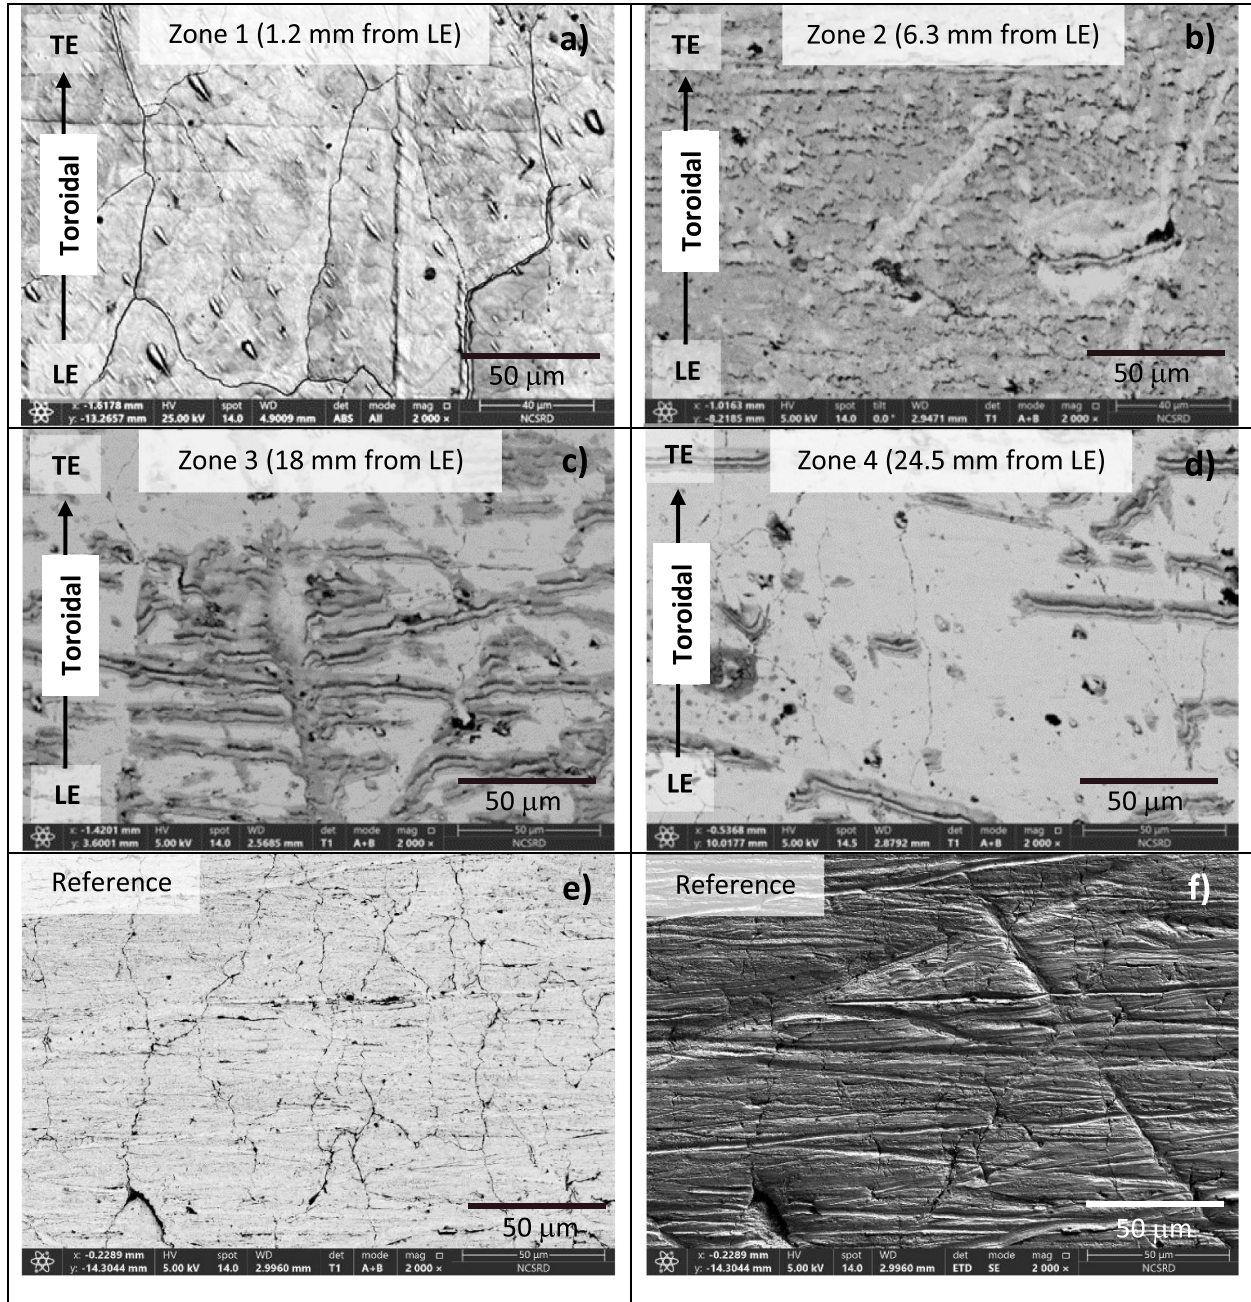 Zone 1 (1.2 mm from LE)
a)
TE
Toroidal
LE
50 μm
x: -1.6178 mm HV spot WD det mode mag □ 40 μm
y: -13.2657 mm 25.00 kV 14.0 4.9009 mm ABS All 2 000 × NCSRD
Zone 2 (6.3 mm from LE)
b)
TE
Toroidal
LE
50 μm
x: -1.0163 mm HV spot tilt WD det mode mag □ 40 μm
y: -8.2185 mm 5.00 kV 14.0 0.0 ° 2.9471 mm T1 A+B 2 000 × NCSRD
Zone 3 (18 mm from LE)
c)
TE
Toroidal
LE
50 μm
x: -1.4201 mm HV spot WD det mode mag □ 50 μm
y: 3.6001 mm 5.00 kV 14.0 2.5685 mm T1 A+B 2 000 × NCSRD
Zone 4 (24.5 mm from LE)
d)
TE
Toroidal
LE
50 μm
x: -0.5368 mm HV spot WD det mode mag □ 50 μm
y: 10.0177 mm 5.00 kV 14.5 2.8792 mm T1 A+B 2 000 × NCSRD
Reference
e)
50 μm
x: -0.2289 mm HV spot WD det mode mag □ 50 μm
y: -14.3044 mm 5.00 kV 14.0 2.9960 mm T1 A+B 2 000 × NCSRD
Reference
f)
50 μm
x: -0.2289 mm HV spot WD det mode mag □ 50 μm
y: -14.3044 mm 5.00 kV 14.0 2.9960 mm ETD SE 2 000 × NCSRD